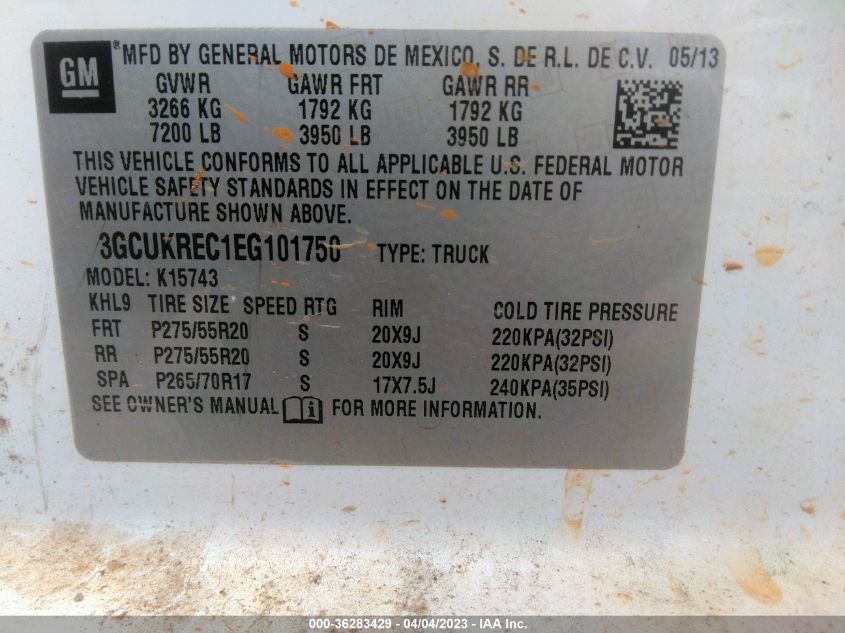 GM ® MFD BY GENERAL MOTORS DE MEXICO, S. DE R.L. DE C.V. 05/13
GVWR GAWR FRT GAWR RR
3266 KG 1792 KG 1792 KG
7200 LB 3950 LB 3950 LB
THIS VEHICLE CONFORMS TO ALL APPLICABLE U.S. FEDERAL MOTOR
VEHICLE SAFETY STANDARDS IN EFFECT ON THE DATE OF
MANUFACTURE SHOWN ABOVE.
3GCUKREC1EG101750 TYPE: TRUCK
MODEL: K15743
KHL9 TIRE SIZE SPEED RTG RIM COLD TIRE PRESSURE
FRT P275/55R20 S 20X9J 220KPA(32PSI)
RR P275/55R20 S 20X9J 220KPA(32PSI)
SPA P265/70R17 S 17X7.5J 240KPA(35PSI)
SEE OWNER'S MANUAL i FOR MORE INFORMATION.
000-36283429 - 04/04/2023 - IAA Inc.